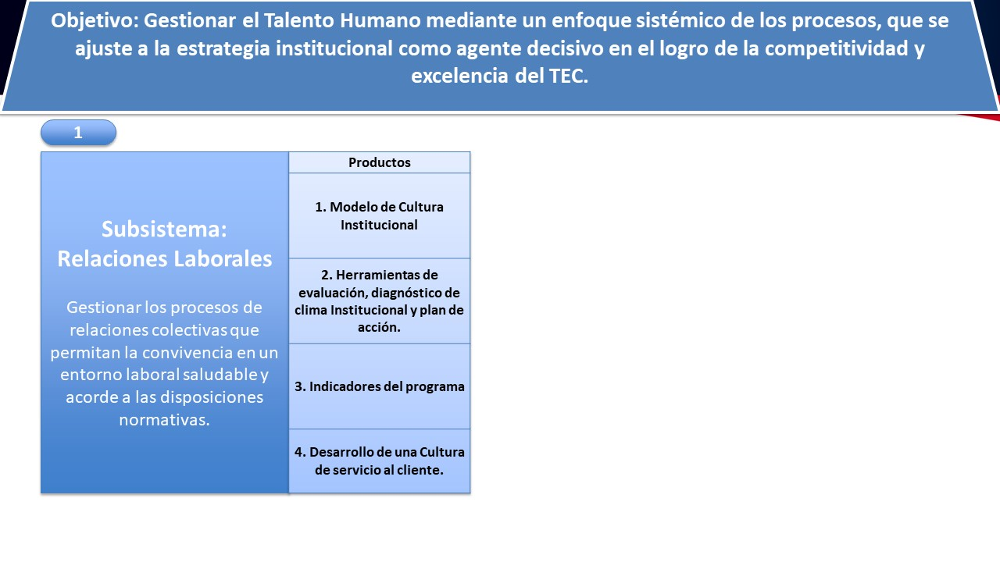 Objetivo: Gestionar el Talento Humano mediante un enfoque sistémico de los procesos, que se
ajuste a la estrategia institucional como agente decisivo en el logro de la competitividad y
excelencia del TEC.
1
Subsistema:
Relaciones Laborales
Gestionar los procesos de
relaciones colectivas que
permitan la convivencia en un
entorno laboral saludable y
acorde a las disposiciones
normativas.
Productos
1. Modelo de Cultura
Institucional
2. Herramientas de
evaluación, diagnóstico de
clima Institucional y plan de
acción.
3. Indicadores del programa
4. Desarrollo de una Cultura
de servicio al cliente.